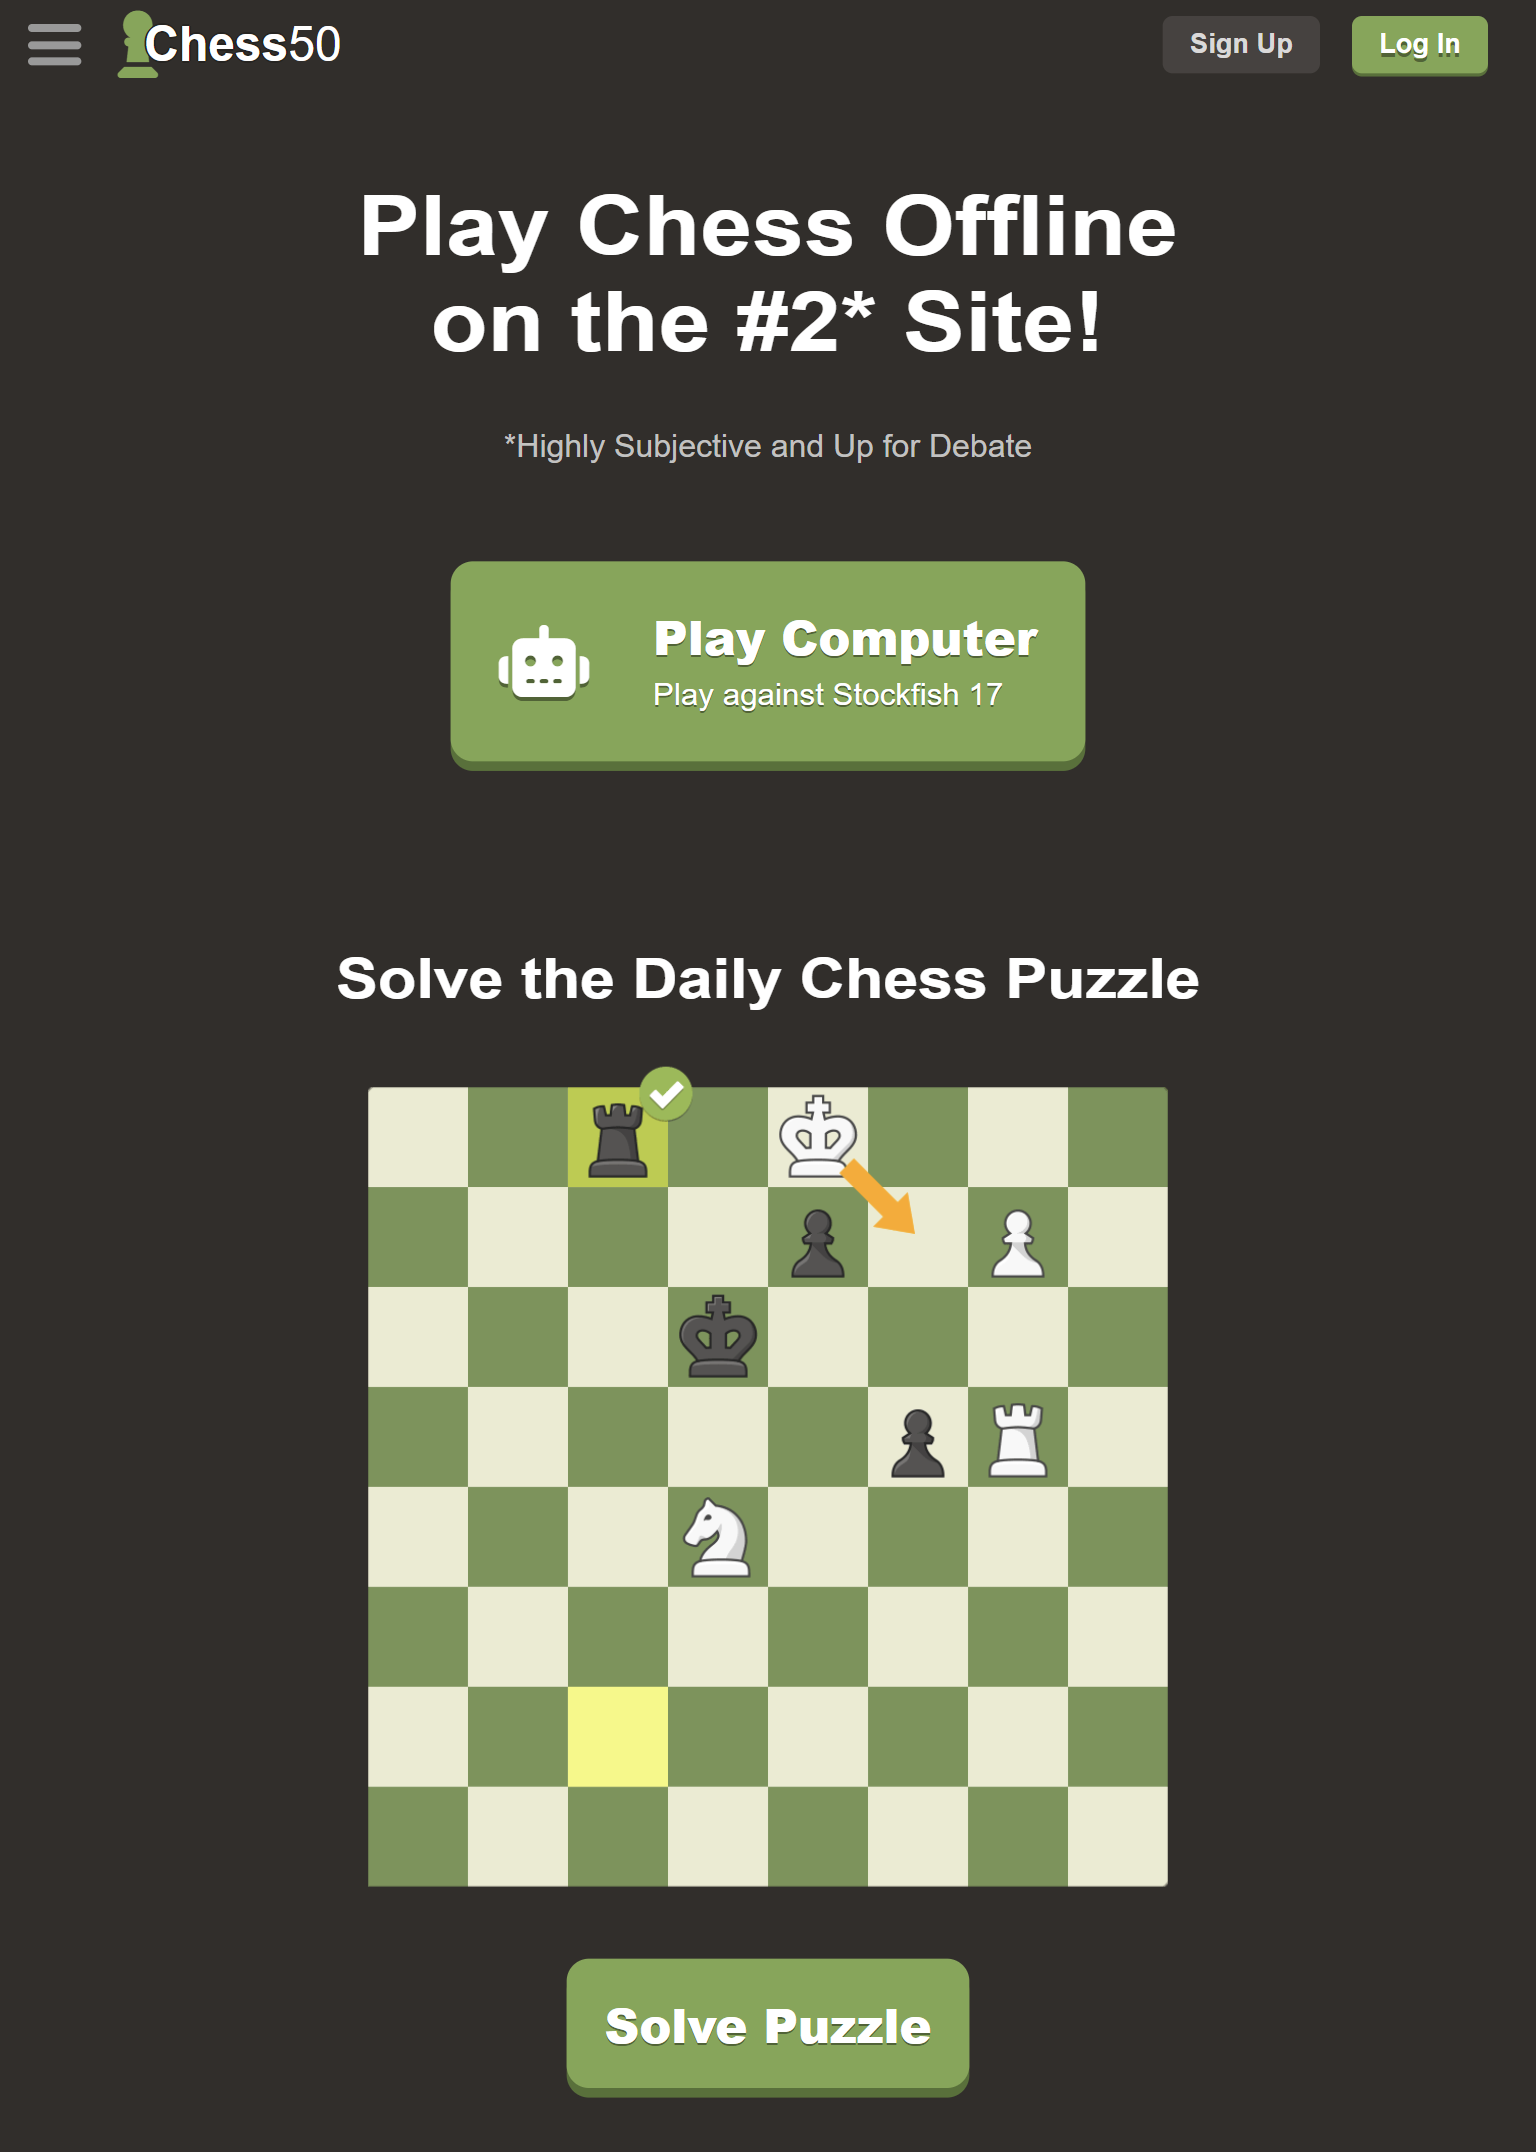 Chess50
Sign Up
Log In
Play Chess Offline
on the #2* Site!
*Highly Subjective and Up for Debate
Play Computer
Play against Stockfish 17
Solve the Daily Chess Puzzle
Solve Puzzle